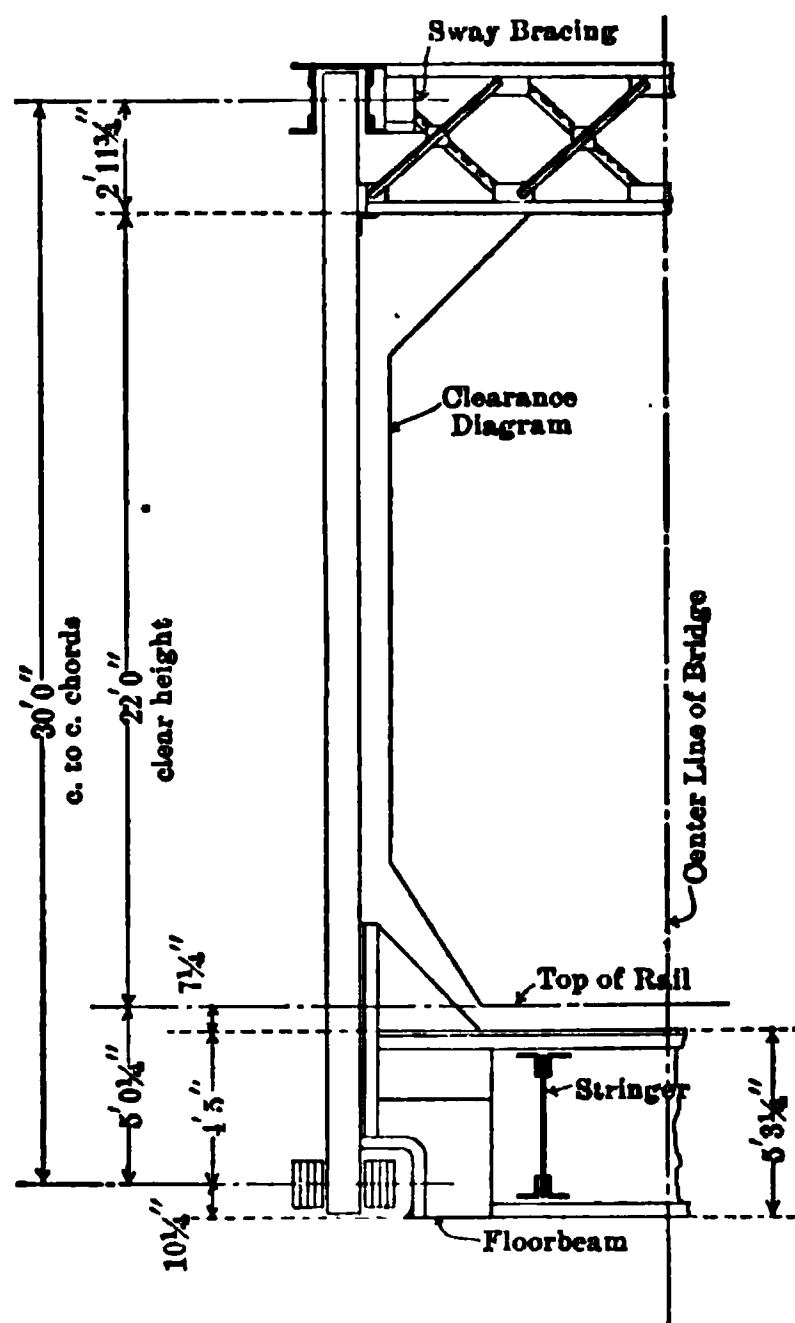 Sway Bracing
2'11¾"
Clearance
Diagram
30'0"
c. to c. chords
22'0"
clear height
Center Line of Bridge
7¼"
Top of Rail
5'0¼"
4'5"
Stringer
5'3¼"
10¼"
Floorbeam